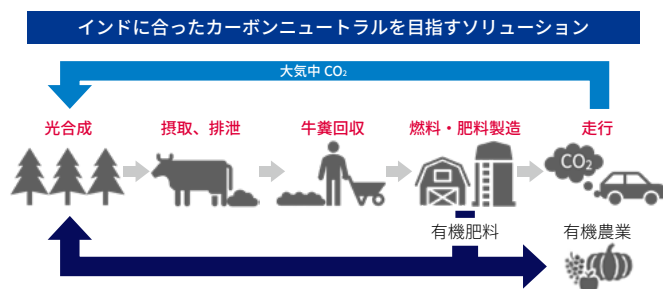 インドに合ったカーボンニュートラルを目指すソリューション
大気中 CO₂
光合成
摂取、排泄
牛糞回収
燃料・肥料製造
走行
CO₂
有機肥料
有機農業